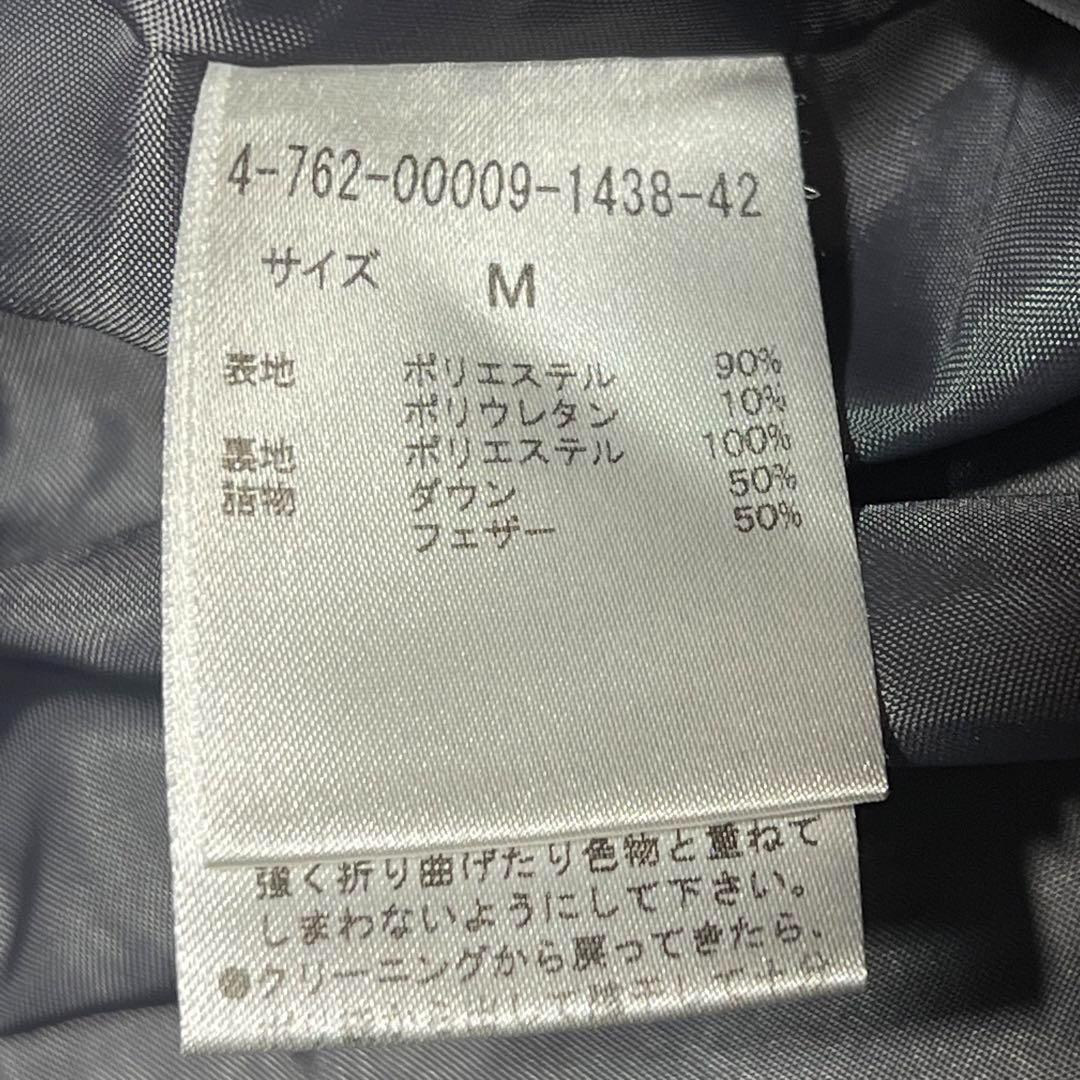 4-762-00009-1438-42
サイズ M
表地 ポリエステル 90%
ポリウレタン 10%
裏地 ポリエステル 100%
詰物 ダウン 50%
フェザー 50%
強く折り曲げたり色物と重ねて
しまわないようにして下さい。
●クリーニングから戻ってきたら、